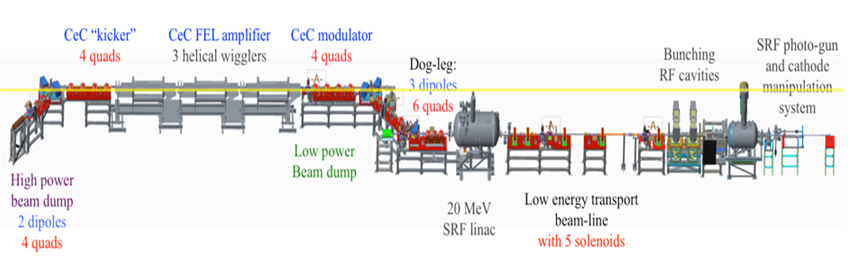 CeC “kicker”
4 quads
CeC FEL amplifier
3 helical wigglers
CeC modulator
4 quads
Dog-leg:
3 dipoles
6 quads
Bunching
RF cavities
SRF photo-gun
and cathode
manipulation
system
-A-
-A-
-A-
High power
beam dump
2 dipoles
4 quads
Low power
Beam dump
20 MeV
SRF linac
Low energy transport
beam-line
with 5 solenoids